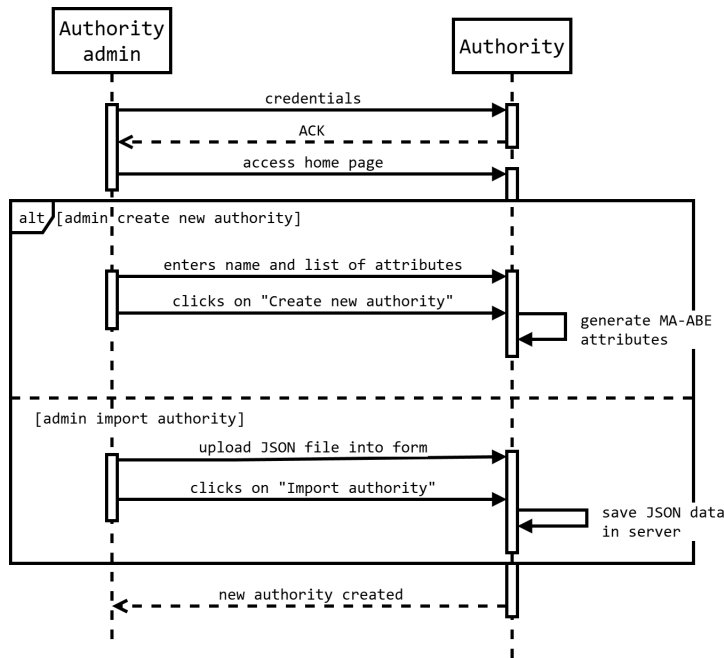 Authority
admin
Authority
credentials
ACK
access home page
alt
[admin create new authority]
enters name and list of attributes
clicks on "Create new authority"
generate MA-ABE
attributes
[admin import authority]
upload JSON file into form
clicks on "Import authority"
save JSON data
in server
new authority created